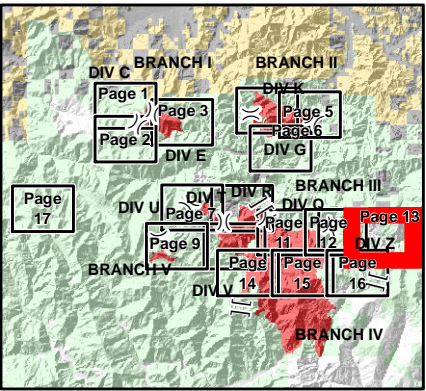 BRANCH I
BRANCH II
DIV C
DIV K
Page 1
Page 3
Page 5
Page 6
Page 2
DIV E
DIV G
BRANCH III
Page
17
DIV R
DIV U
DIV Q
Page 7
Page 13
Page
11
Page
12
Page 9
DIV Z
BRANCH V
Page
14
Page
15
Page
16
DIV V
BRANCH IV